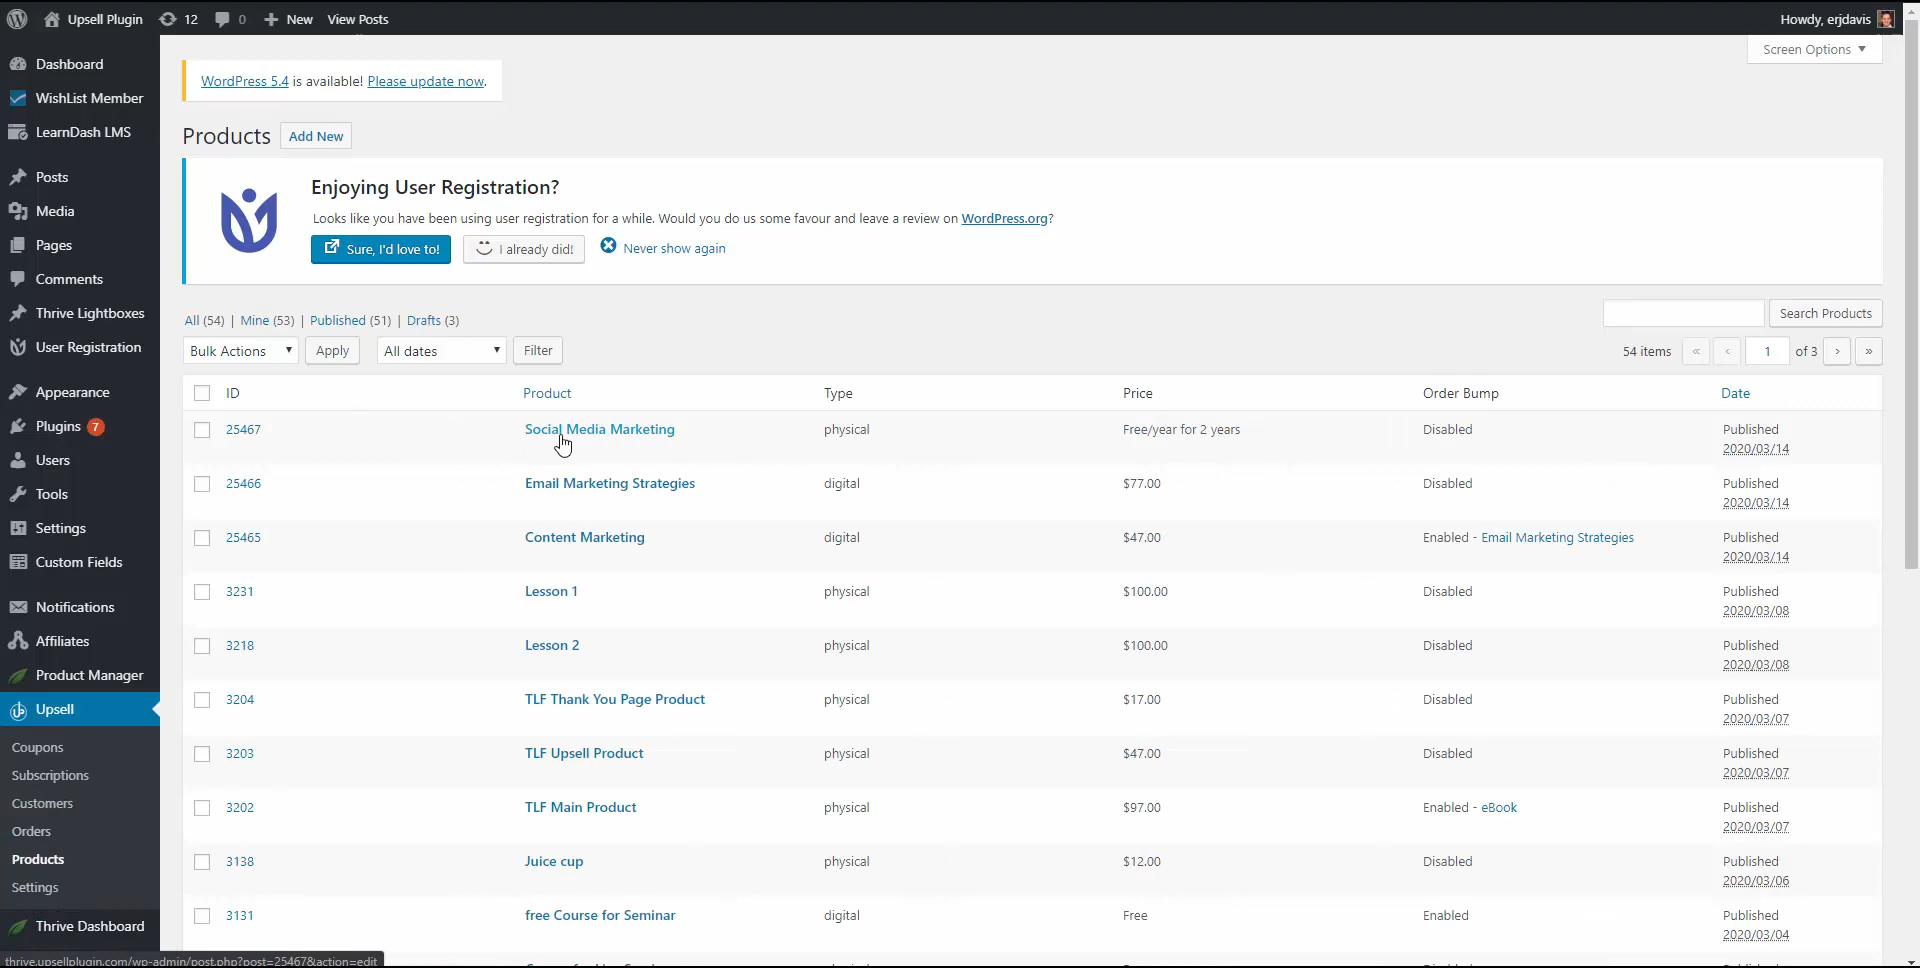 Upsell Plugin 12 0 New View Posts Howdy, erjdavis
Screen Options
Dashboard
WishList Member
LearnDash LMS
Posts
Media
Pages
Comments
Thrive Lightboxes
User Registration
Appearance
Plugins 7
Users
Tools
Settings
Custom Fields
Notifications
Affiliates
Product Manager
Upsell
Coupons
Subscriptions
Customers
Orders
Products
Settings
Thrive Dashboard
WordPress 5.4 is available! Please update now.
Products Add New
Enjoying User Registration?
Looks like you have been using user registration for a while. Would you do us some favour and leave a review on WordPress.org?
Sure, I'd love to! I already did! Never show again
All (54) | Mine (53) | Published (51) | Drafts (3)
Search Products
Bulk Actions Apply All dates Filter 54 items « ‹ 1 of 3 › »
ID Product Type Price Order Bump Date
25467 Social Media Marketing physical Free/year for 2 years Disabled Published
2020/03/14
25466 Email Marketing Strategies digital $77.00 Disabled Published
2020/03/14
25465 Content Marketing digital $47.00 Enabled - Email Marketing Strategies Published
2020/03/14
3231 Lesson 1 physical $100.00 Disabled Published
2020/03/08
3218 Lesson 2 physical $100.00 Disabled Published
2020/03/08
3204 TLF Thank You Page Product physical $17.00 Disabled Published
2020/03/07
3203 TLF Upsell Product physical $47.00 Disabled Published
2020/03/07
3202 TLF Main Product physical $97.00 Enabled - eBook Published
2020/03/07
3138 Juice cup physical $12.00 Disabled Published
2020/03/06
3131 free Course for Seminar digital Free Enabled Published
2020/03/04
thrive.upsellplugin.com/wp-admin/post.php?post=25467&action=edit